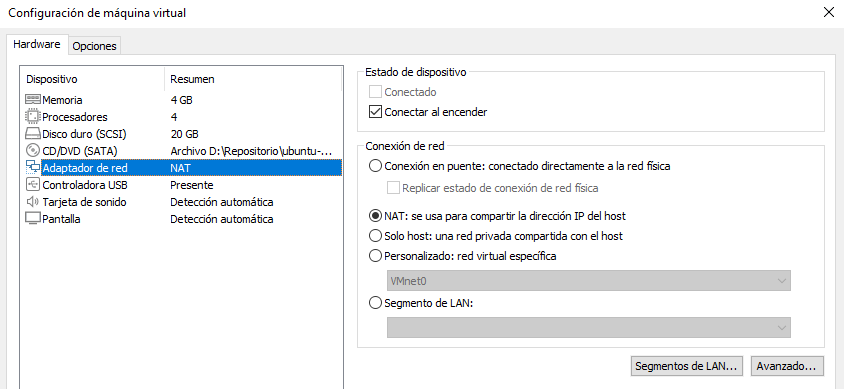 Configuración de máquina virtual
Hardware Opciones
Dispositivo Resumen
Memoria 4 GB
Procesadores 4
Disco duro (SCSI) 20 GB
CD/DVD (SATA) Archivo D:\Repositorio\ubuntu-...
Adaptador de red NAT
Controladora USB Presente
Tarjeta de sonido Detección automática
Pantalla Detección automática
Estado de dispositivo
Conectado
Conectar al encender
Conexión de red
Conexión en puente: conectado directamente a la red física
Replicar estado de conexión de red física
NAT: se usa para compartir la dirección IP del host
Solo host: una red privada compartida con el host
Personalizado: red virtual específica
VMnet0
Segmento de LAN:
Segmentos de LAN... Avanzado...